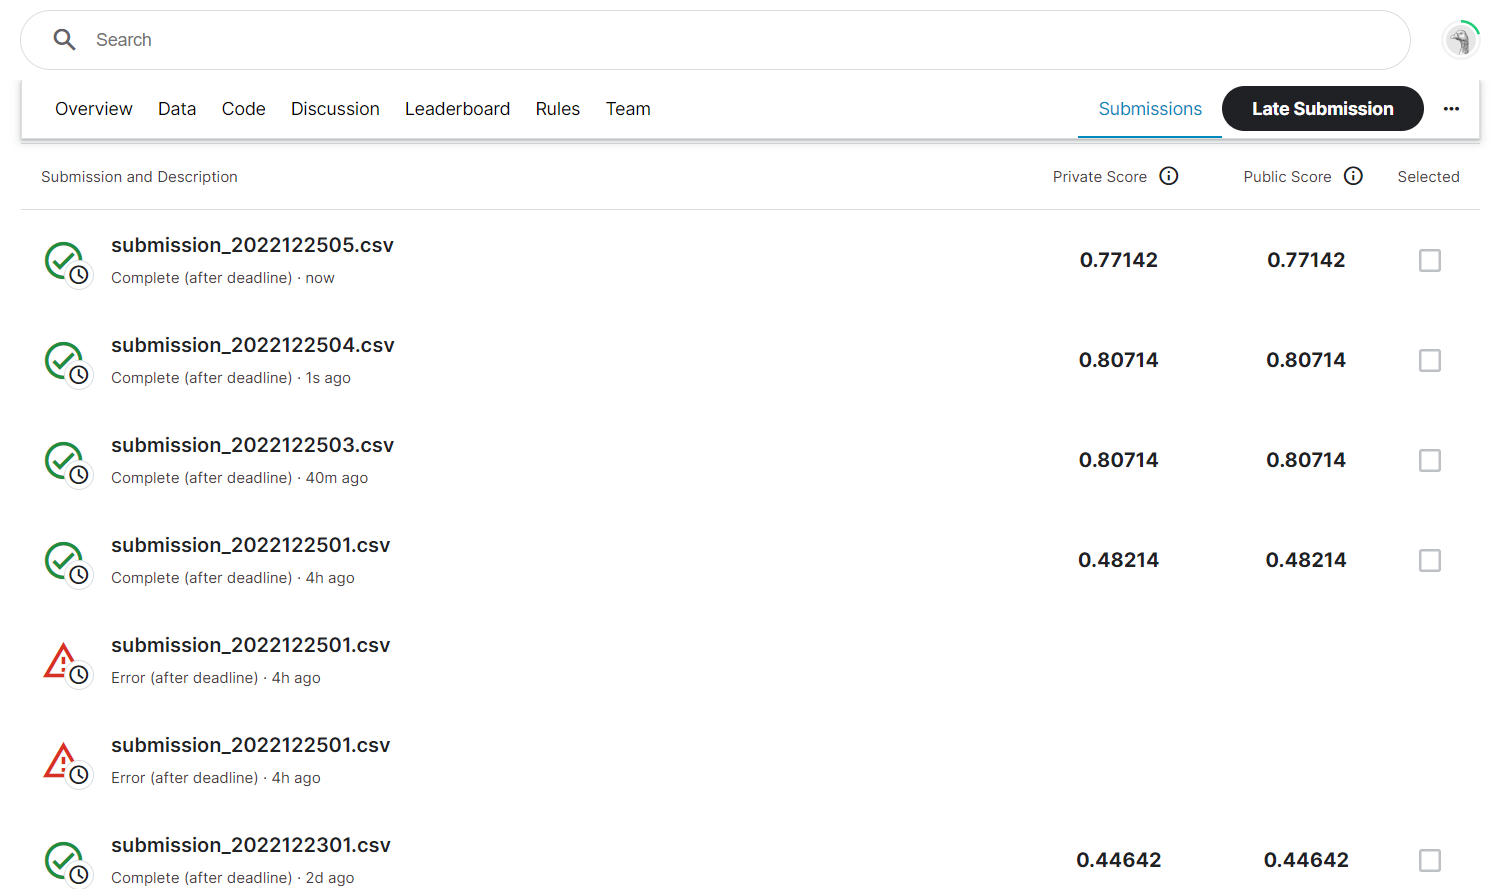 Search
Overview Data Code Discussion Leaderboard Rules Team Submissions Late Submission ···
Submission and Description Private Score Public Score Selected
submission_2022122505.csv
Complete (after deadline) · now
0.77142 0.77142
submission_2022122504.csv
Complete (after deadline) · 1s ago
0.80714 0.80714
submission_2022122503.csv
Complete (after deadline) · 40m ago
0.80714 0.80714
submission_2022122501.csv
Complete (after deadline) · 4h ago
0.48214 0.48214
submission_2022122501.csv
Error (after deadline) · 4h ago
submission_2022122501.csv
Error (after deadline) · 4h ago
submission_2022122301.csv
Complete (after deadline) · 2d ago
0.44642 0.44642